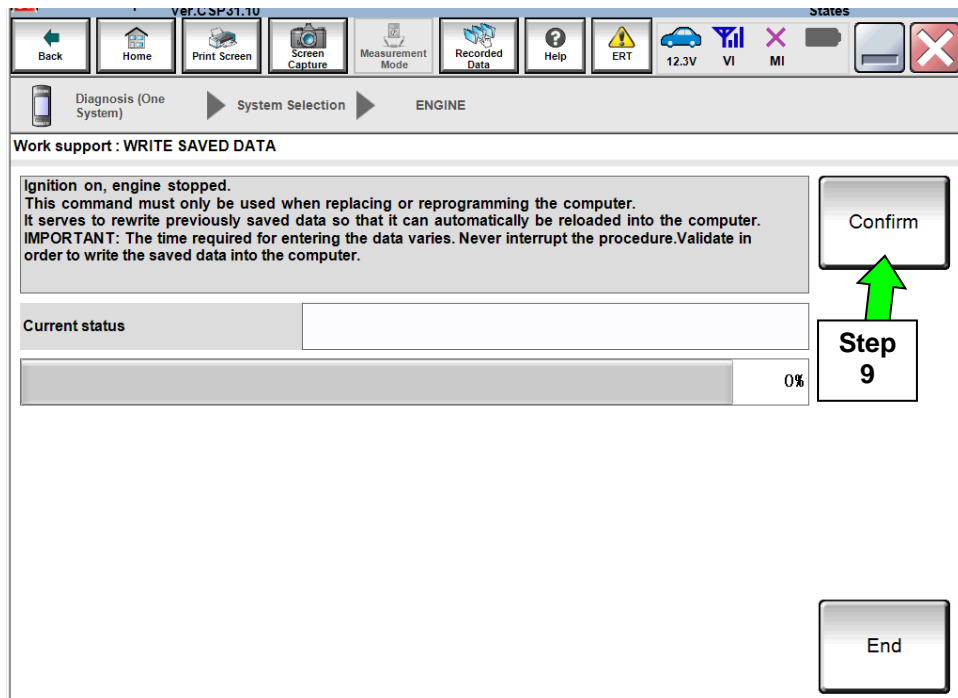 Ver.CSP31.10 States
Back Home Print Screen Screen Capture Measurement Mode Recorded Data Help ERT 12.3V VI MI
Diagnosis (One System) System Selection ENGINE
Work support : WRITE SAVED DATA
Ignition on, engine stopped.
This command must only be used when replacing or reprogramming the computer.
It serves to rewrite previously saved data so that it can automatically be reloaded into the computer.
IMPORTANT: The time required for entering the data varies. Never interrupt the procedure.Validate in
order to write the saved data into the computer.
Confirm
Current status
Step
9
0%
End